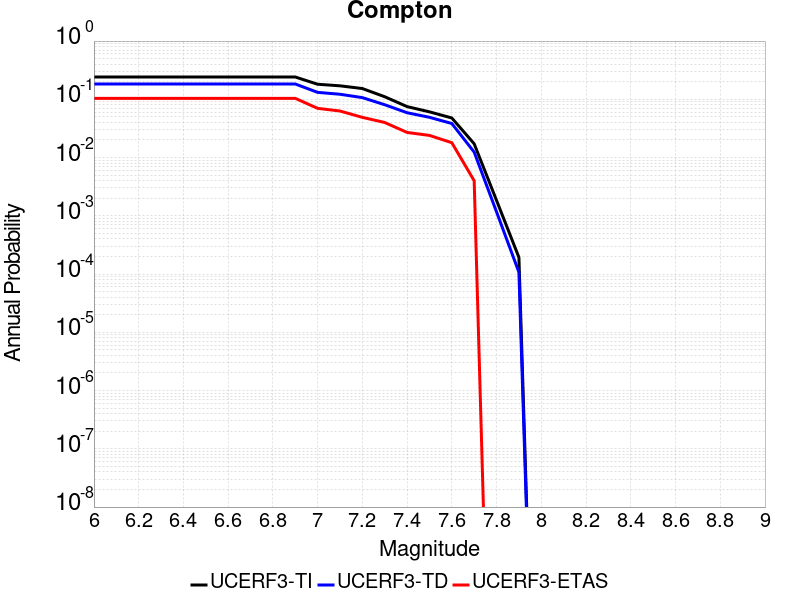 Compton
10^0
10^-1
10^-2
10^-3
10^-4
10^-5
10^-6
10^-7
10^-8
Annual Probability
6 6.2 6.4 6.6 6.8 7 7.2 7.4 7.6 7.8 8 8.2 8.4 8.6 8.8 9
Magnitude
UCERF3-TI UCERF3-TD UCERF3-ETAS